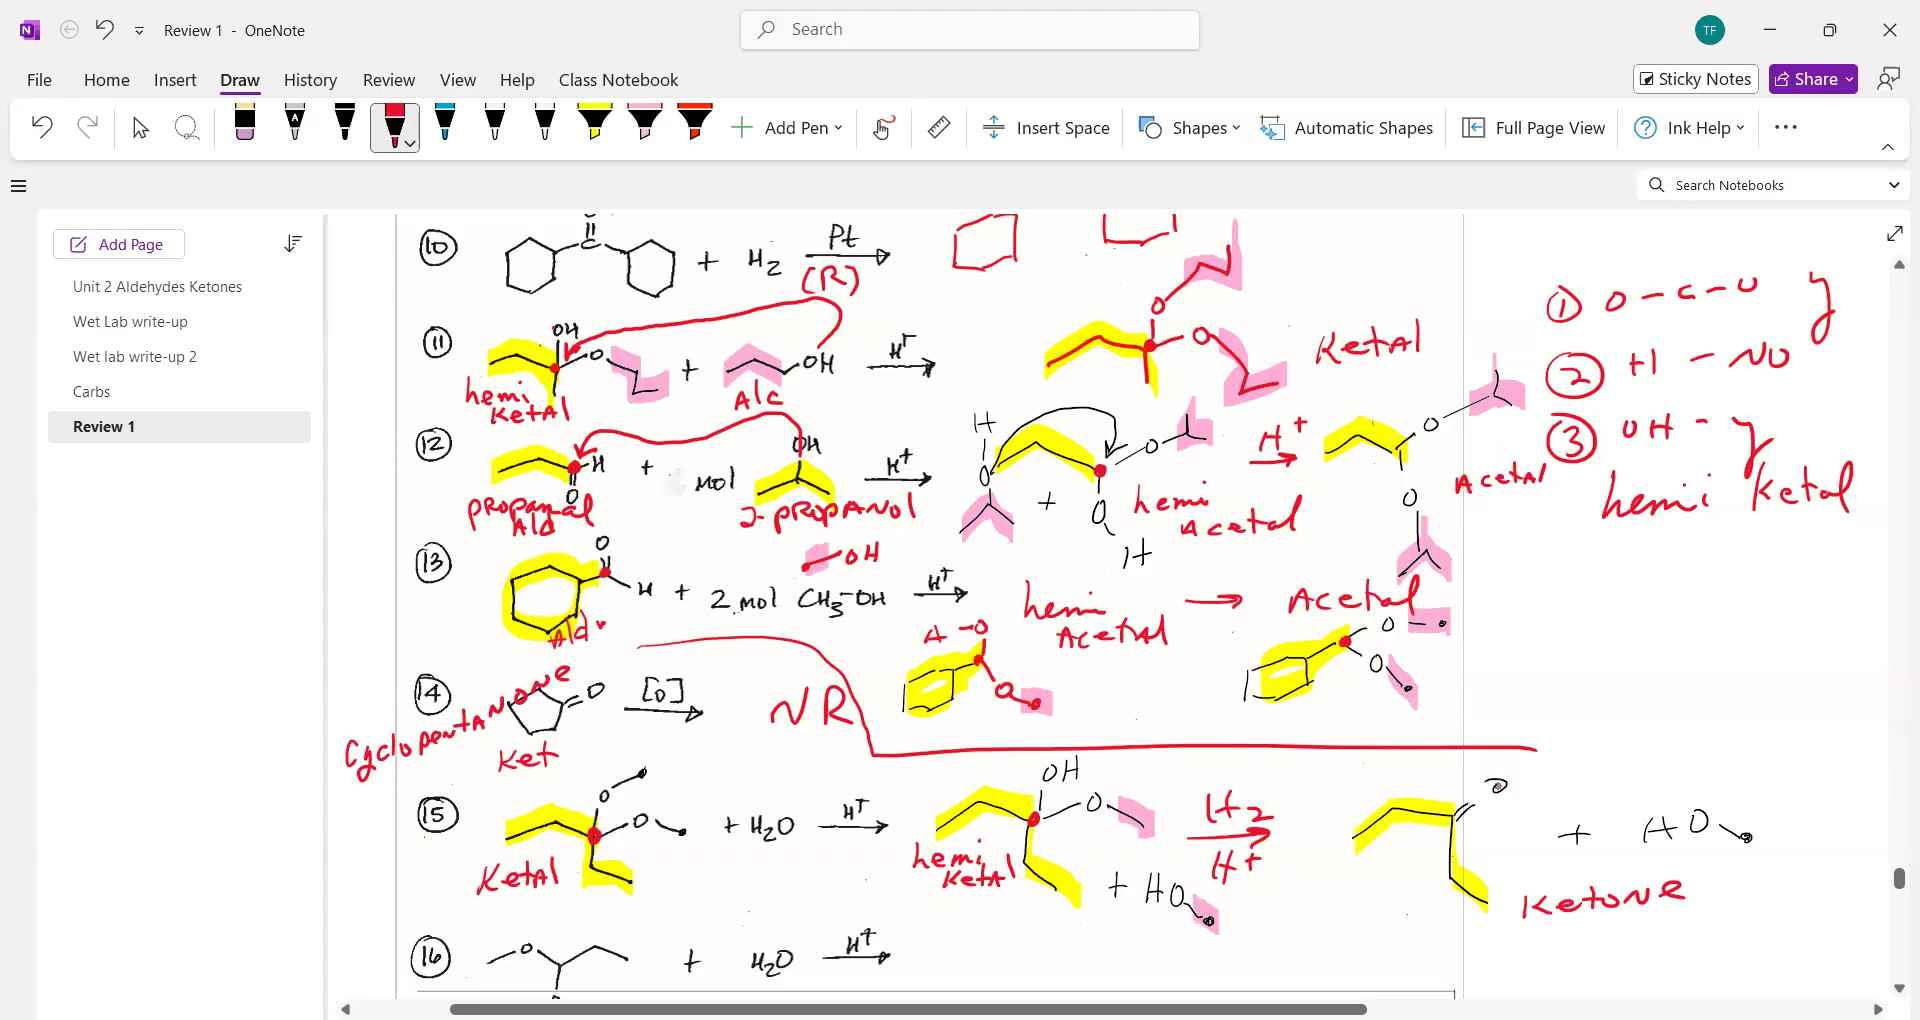 Review 1 - OneNote
Search
TF
File Home Insert Draw History Review View Help Class Notebook
Sticky Notes Share
Add Pen Insert Space Shapes Automatic Shapes Full Page View Ink Help
Search Notebooks
Add Page
Unit 2 Aldehydes Ketones
Wet Lab write-up
Wet lab write-up 2
Carbs
Review 1
10 C + H2 Pt
(R)
11 OH O + OH H+
hemi Ketal Alc
O O Ketal
1 O - C - O y
2 H - NO
3 OH - y
hemi Ketal
12 H O + mol OH H+
propanal Ald 2-propanol
H O + O O H hemi Acetal H+ O O Acetal
13 O H + 2 mol CH3-OH H+
OH
Ald
hemi Acetal → Acetal
H-O O O O
14 O [O] NR
Cyclopentanone
Ket
15 O O + H2O H+
Ketal
OH O
hemi Ketal + HO
H2
H+
O + HO
Ketone
16 O + H2O H+